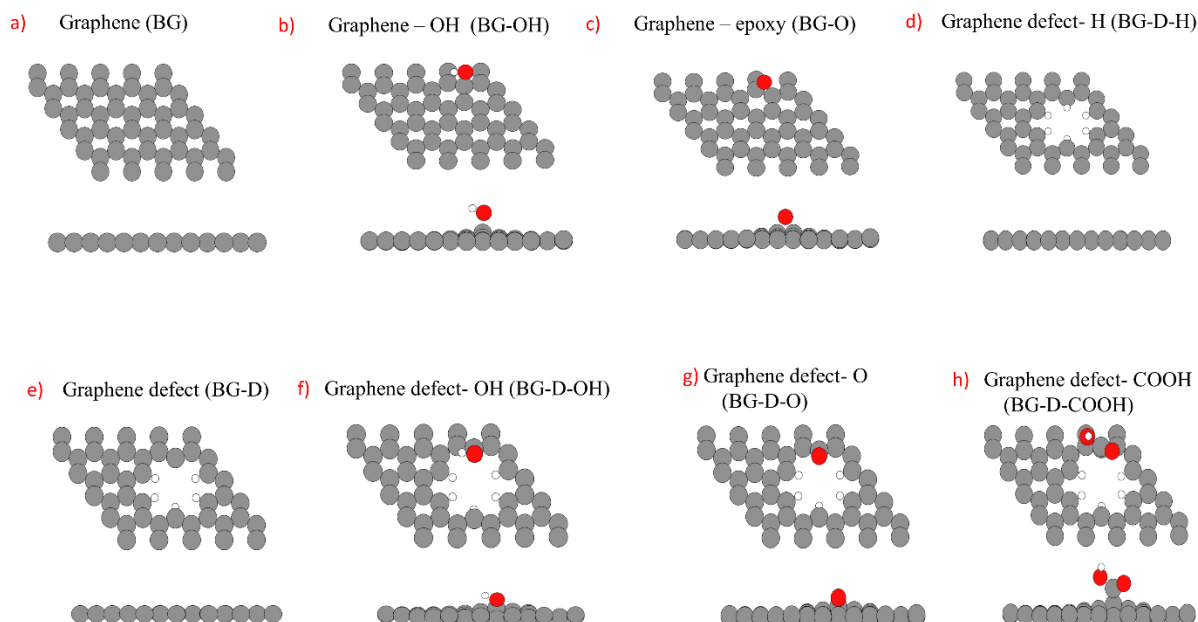 a) Graphene (BG)
b) Graphene – OH (BG-OH)
c) Graphene – epoxy (BG-O)
d) Graphene defect- H (BG-D-H)
e) Graphene defect (BG-D)
f) Graphene defect- OH (BG-D-OH)
g) Graphene defect- O
(BG-D-O)
h) Graphene defect- COOH
(BG-D-COOH)